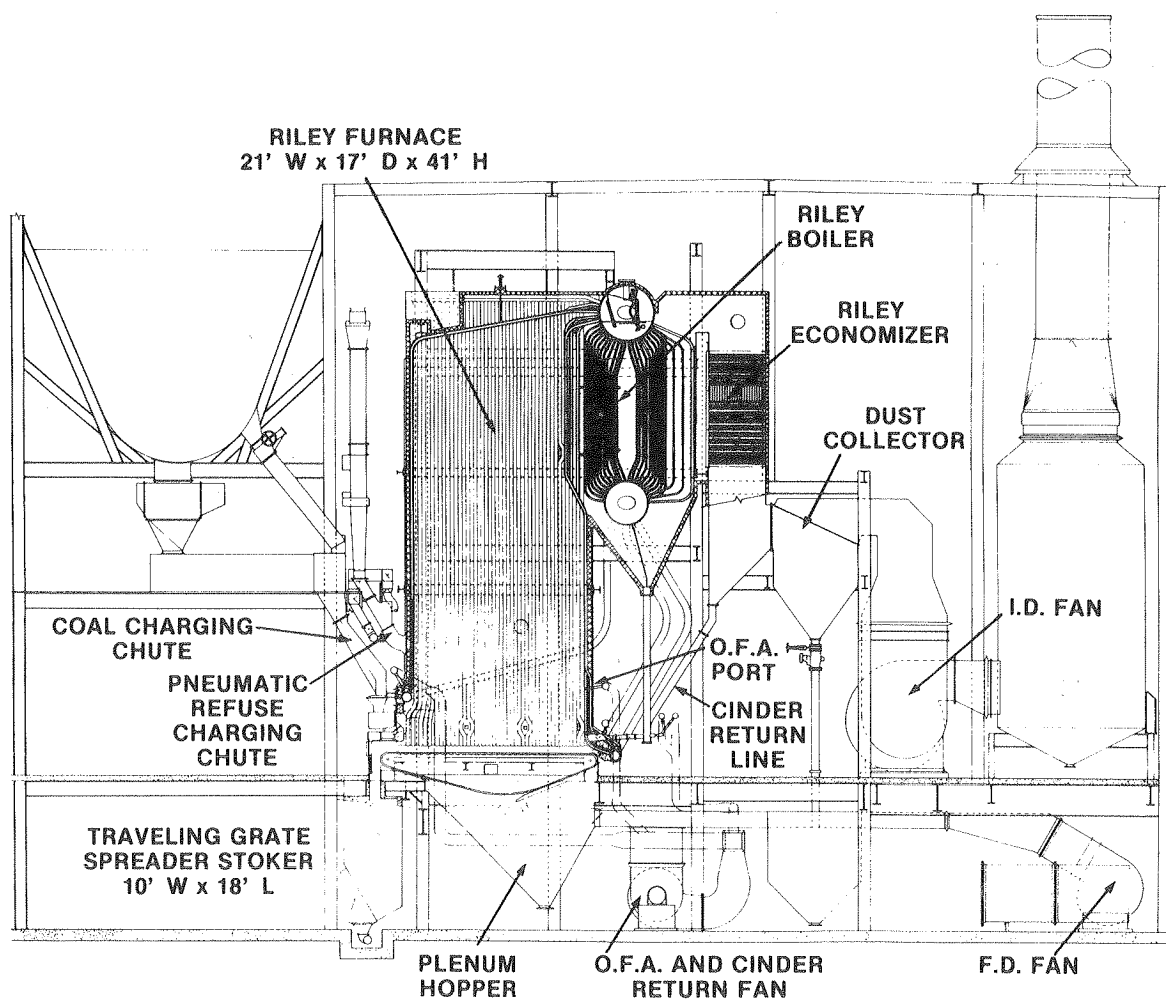 RILEY FURNACE
21' W x 17' D x 41' H
RILEY
BOILER
RILEY
ECONOMIZER
DUST
COLLECTOR
I.D. FAN
COAL CHARGING
CHUTE
PNEUMATIC
REFUSE
CHARGING
CHUTE
O.F.A.
PORT
CINDER
RETURN
LINE
TRAVELING GRATE
SPREADER STOKER
10' W x 18' L
PLENUM
HOPPER
O.F.A. AND CINDER
RETURN FAN
F.D. FAN